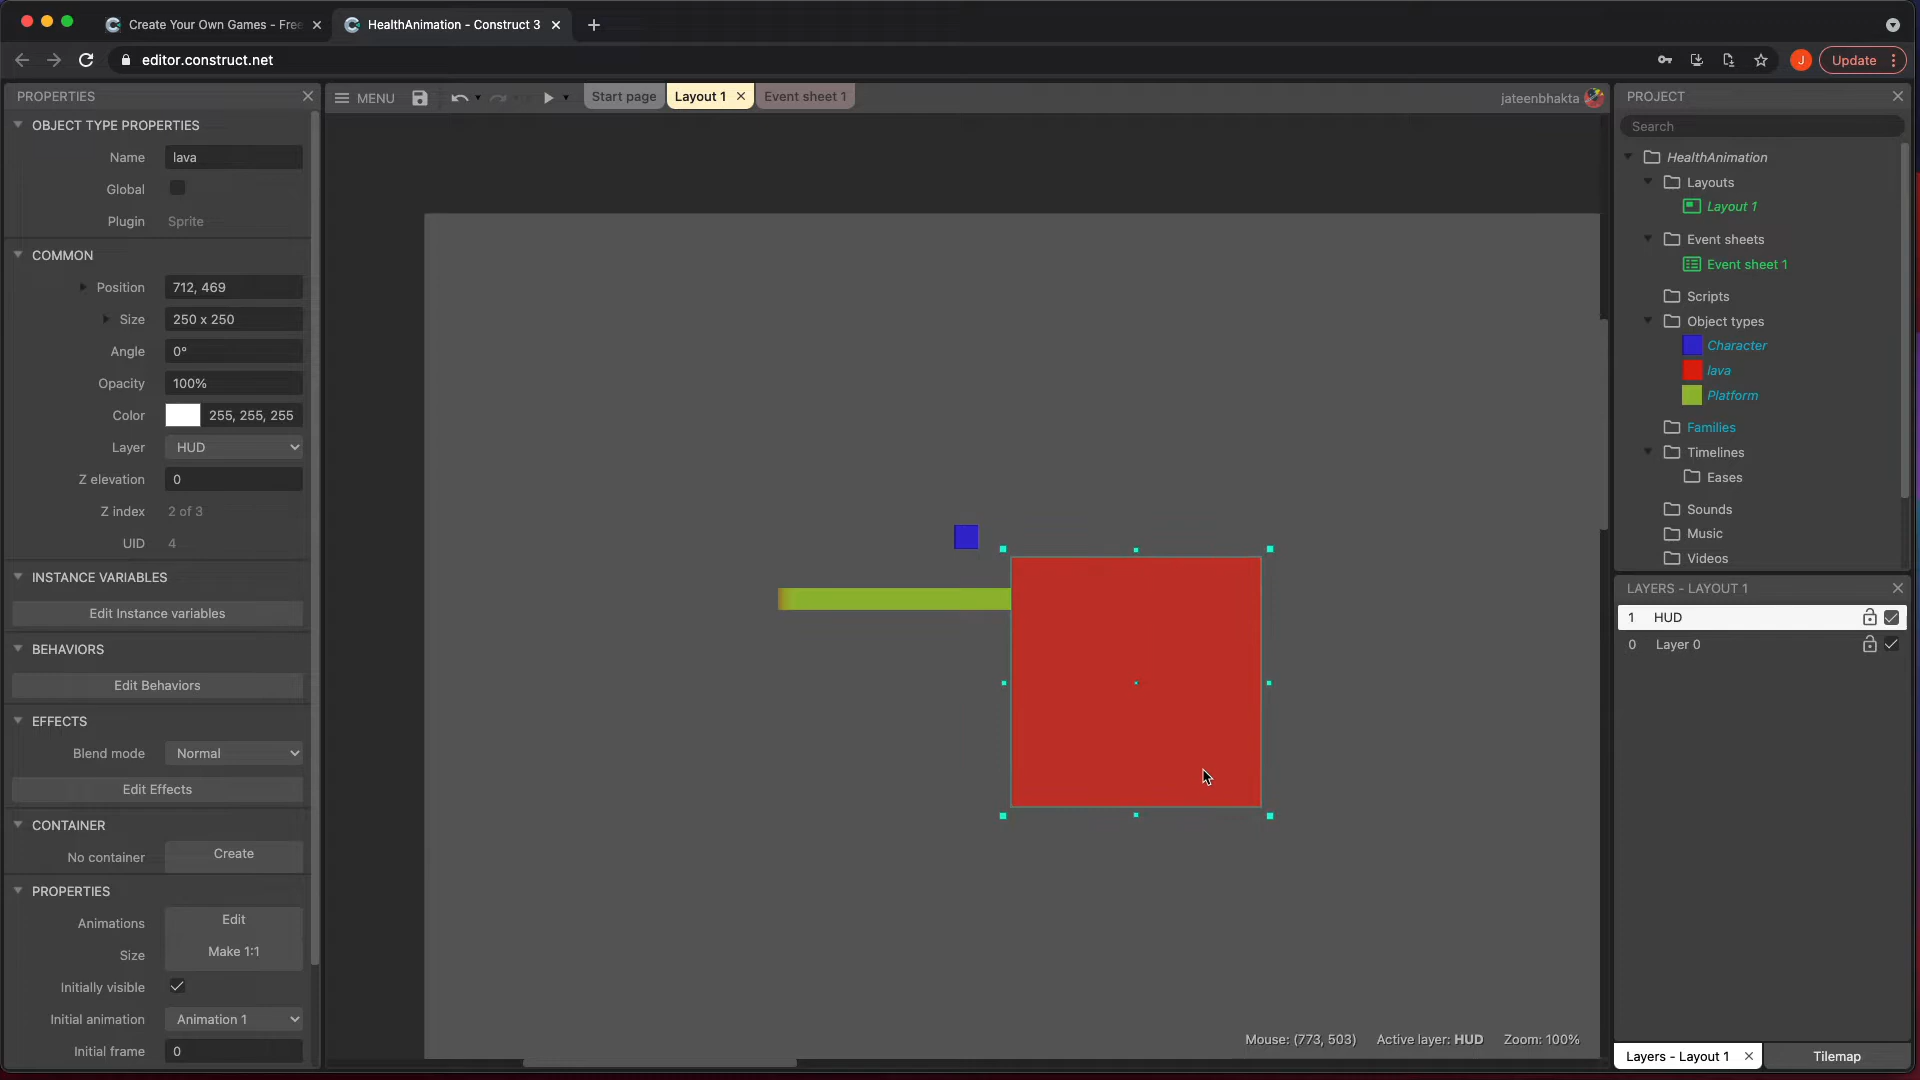 Create Your Own Games - Free
HealthAnimation - Construct 3
editor.construct.net
J
Update
PROPERTIES
OBJECT TYPE PROPERTIES
Name lava
Global
Plugin Sprite
COMMON
Position 712, 469
Size 250 x 250
Angle 0°
Opacity 100%
Color 255, 255, 255
Layer HUD
Z elevation 0
Z index 2 of 3
UID 4
INSTANCE VARIABLES
Edit Instance variables
BEHAVIORS
Edit Behaviors
EFFECTS
Blend mode Normal
Edit Effects
CONTAINER
No container Create
PROPERTIES
Animations Edit
Size Make 1:1
Initially visible
Initial animation Animation 1
Initial frame 0
MENU
Start page
Layout 1
Event sheet 1
jateenbhakta
Mouse: (773, 503) Active layer: HUD Zoom: 100%
PROJECT
Search
HealthAnimation
Layouts
Layout 1
Event sheets
Event sheet 1
Scripts
Object types
Character
lava
Platform
Families
Timelines
Eases
Sounds
Music
Videos
LAYERS - LAYOUT 1
1 HUD
0 Layer 0
Layers - Layout 1
Tilemap